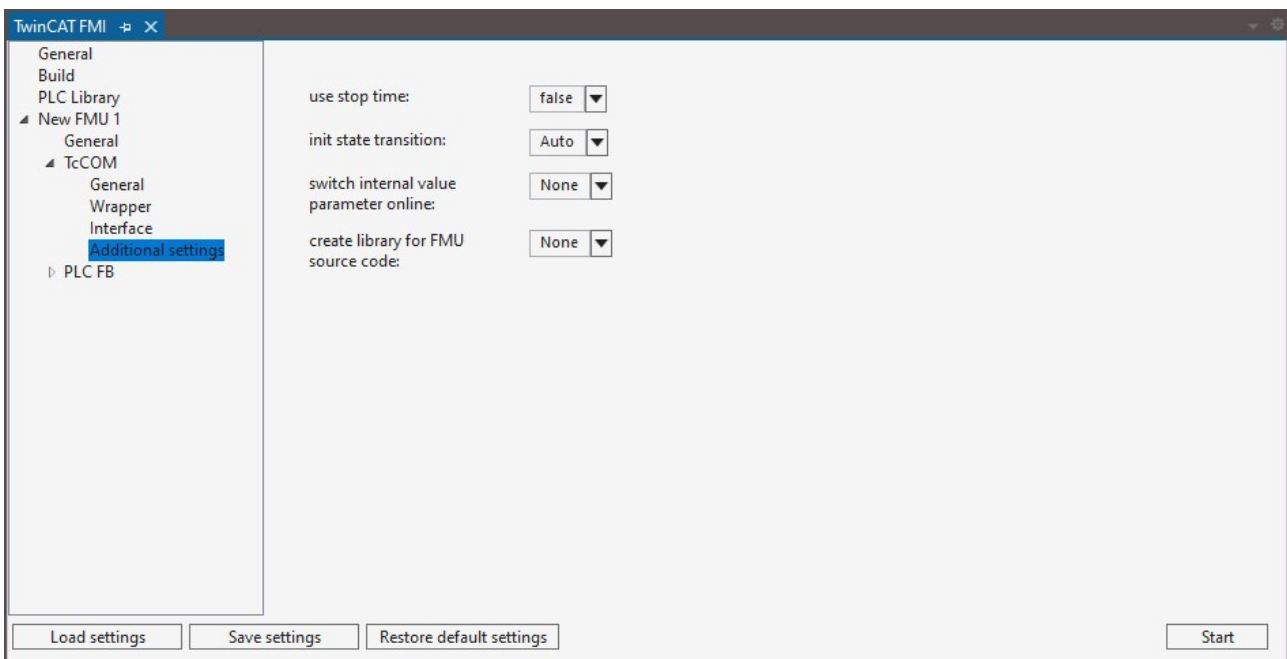 TwinCAT FMI
General
Build
PLC Library
New FMU 1
General
TcCOM
General
Wrapper
Interface
Additional settings
PLC FB
use stop time: false
init state transition: Auto
switch internal value None
parameter online:
create library for FMU None
source code:
Load settings Save settings Restore default settings Start